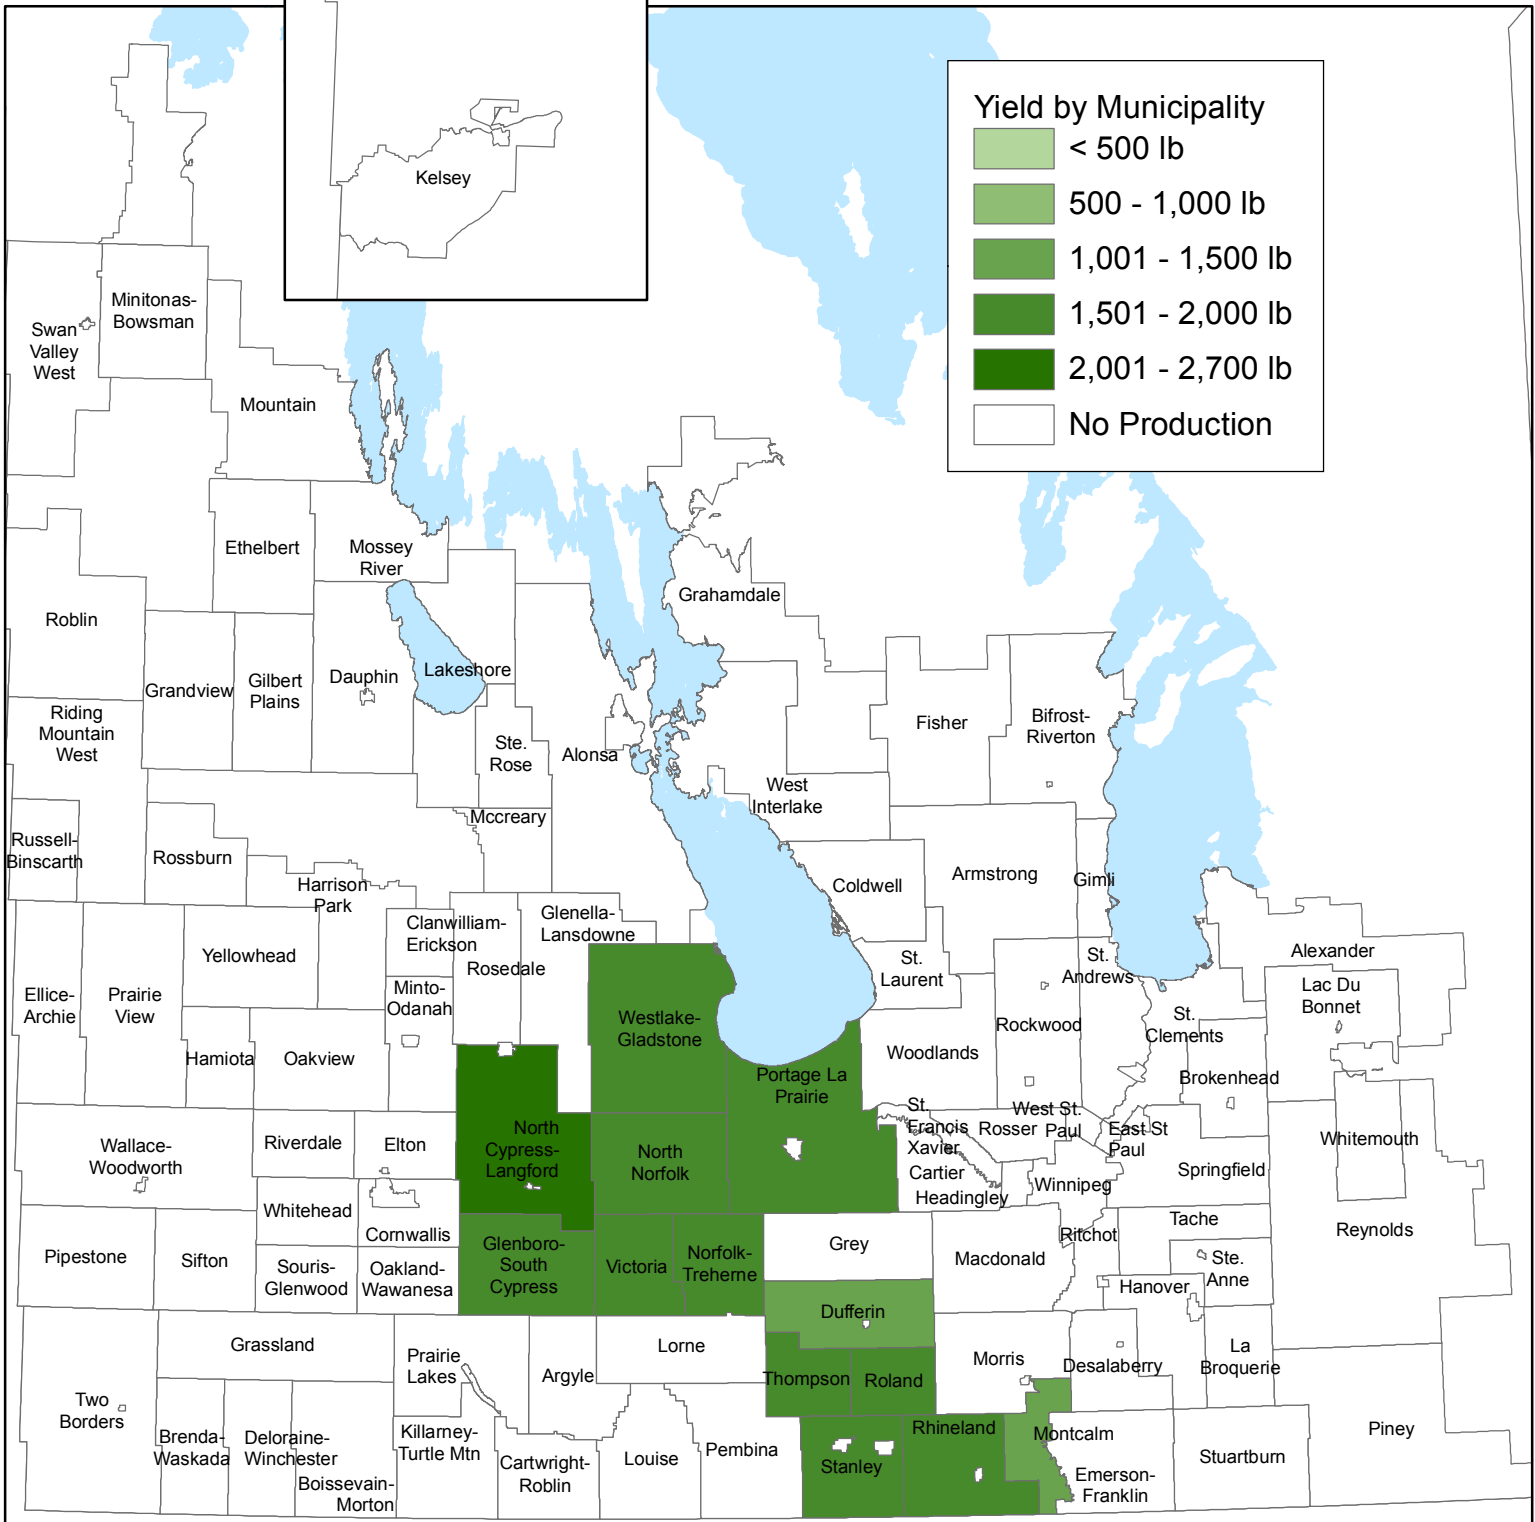 Kelsey
Yield by Municipality
< 500 lb
500 - 1,000 lb
1,001 - 1,500 lb
1,501 - 2,000 lb
2,001 - 2,700 lb
No Production
Minitonas-
Bowsman
Swan
Valley
West
Mountain
Ethelbert
Mossey
River
Grahamdale
Roblin
Lakeshore
Dauphin
Gilbert
Plains
Grandview
Riding
Mountain
West
Fisher
Bifrost-
Riverton
Ste.
Rose
Alonsa
West
Interlake
Mccreary
Russell-
Binscarth
Rossburn
Harrison
Park
Coldwell
Armstrong
Gimli
Clanwilliam-
Erickson
Glenella-
Lansdowne
Yellowhead
Rosedale
St.
Laurent
St.
Andrews
Alexander
Lac Du
Bonnet
Ellice-
Archie
Prairie
View
Minto-
Odanah
Westlake-
Gladstone
Rockwood
St.
Clements
Hamiota
Oakview
Woodlands
Portage La
Prairie
Brokenhead
St.
Francis
Xavier
Rosser
West St.
Paul
East St
Paul
Whitemouth
Wallace-
Woodworth
Riverdale
Elton
North
Cypress-
Langford
North
Norfolk
Cartier
Headingley
Winnipeg
Springfield
Whitehead
Cornwallis
Tache
Reynolds
Ritchot
Pipestone
Sifton
Souris-
Glenwood
Oakland-
Wawanesa
Glenboro-
South
Cypress
Victoria
Norfolk-
Treherne
Grey
Macdonald
Ste.
Anne
Hanover
Dufferin
Grassland
Prairie
Lakes
Argyle
Lorne
Thompson
Roland
Morris
Desalaberry
La
Broquerie
Two
Borders
Brenda-
Waskada
Deloraine-
Winchester
Boissevain-
Morton
Killarney-
Turtle Mtn
Cartwright-
Roblin
Louise
Pembina
Stanley
Rhineland
Montcalm
Emerson-
Franklin
Stuartburn
Piney